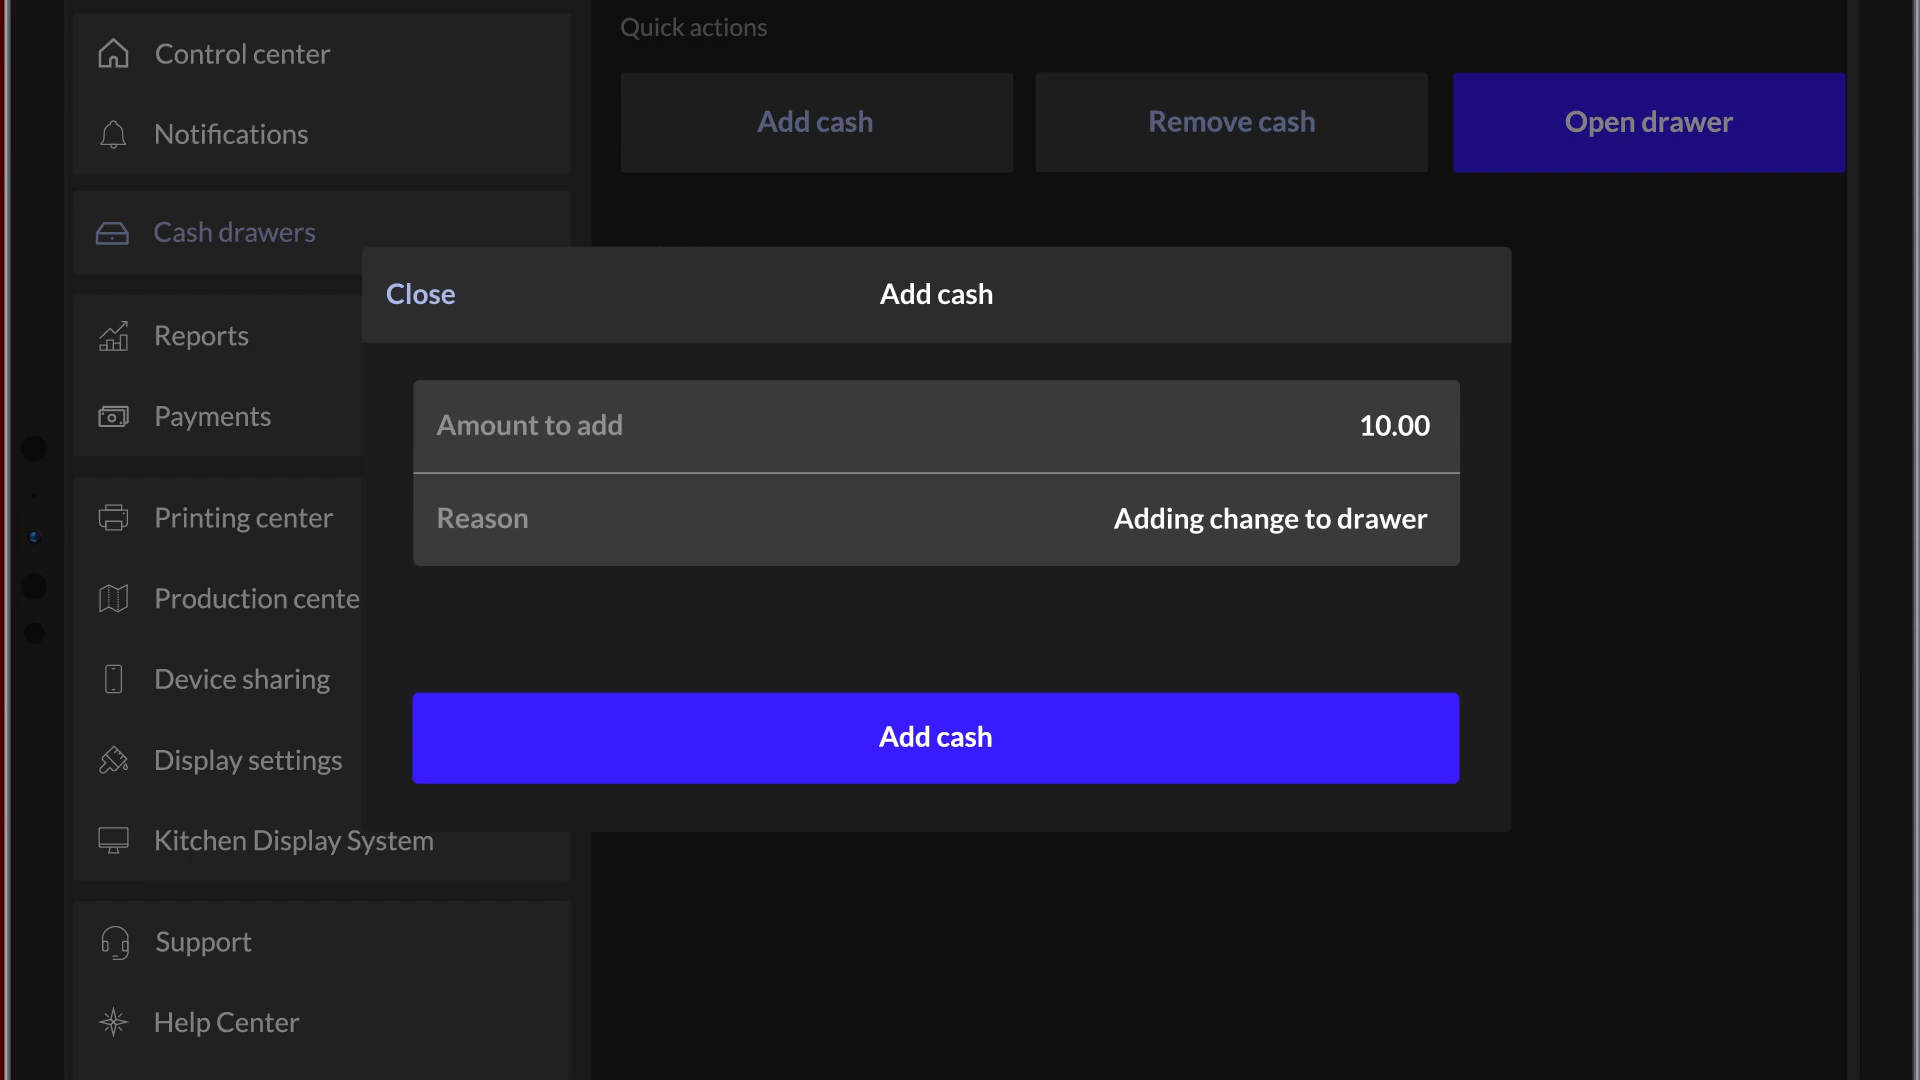 Control center
Notifications
Cash drawers
Reports
Payments
Printing center
Production cente
Device sharing
Display settings
Kitchen Display System
Support
Help Center
Quick actions
Add cash
Remove cash
Open drawer
Close
Add cash
Amount to add
10.00
Reason
Adding change to drawer
Add cash